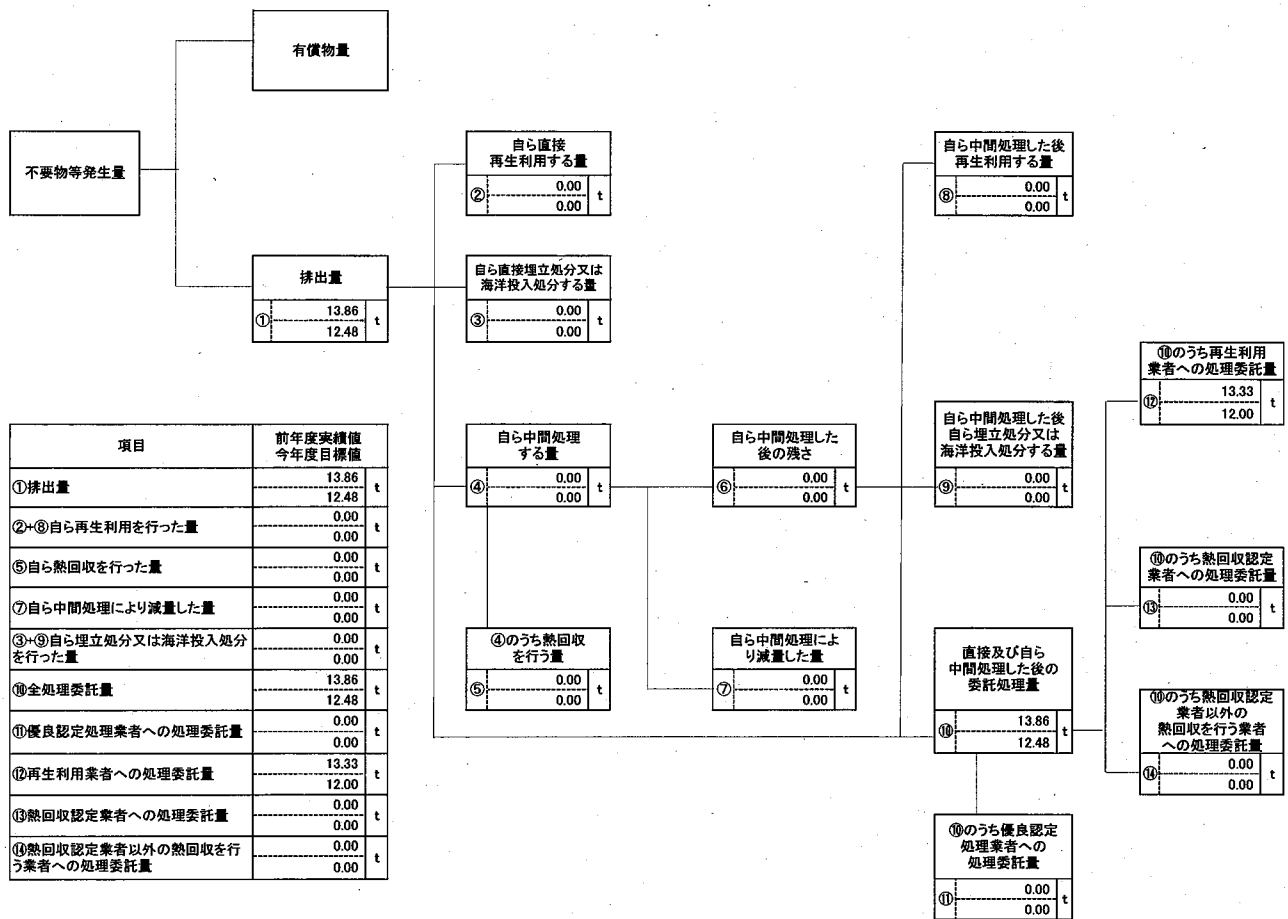 有償物量
不要物等発生量
排出量
①
13.86
12.48
t
自ら直接
再生利用する量
②
0.00
0.00
t
自ら直接埋立処分又は
海洋投入処分する量
③
0.00
0.00
t
自ら中間処理
する量
④
0.00
0.00
t
④のうち熱回収
を行う量
⑤
0.00
0.00
t
自ら中間処理した
後の残さ
⑥
0.00
0.00
t
自ら中間処理によ
り減量した量
⑦
0.00
0.00
t
自ら中間処理した後
再生利用する量
⑧
0.00
0.00
t
自ら中間処理した後
自ら埋立処分又は
海洋投入処分する量
⑨
0.00
0.00
t
直接及び自ら
中間処理した後の
委託処理量
⑩
13.86
12.48
t
⑩のうち優良認定
処理業者への
処理委託量
⑪
0.00
0.00
t
⑩のうち再生利用
業者への処理委託量
⑫
13.33
12.00
t
⑩のうち熱回収認定
業者への処理委託量
⑬
0.00
0.00
t
⑩のうち熱回収認定
業者以外の
熱回収を行う業者
への処理委託量
⑭
0.00
0.00
t
項目
前年度実績値
今年度目標値
①排出量
13.86
12.48
t
②+⑧自ら再生利用を行った量
0.00
0.00
t
⑤自ら熱回収を行った量
0.00
0.00
t
⑦自ら中間処理により減量した量
0.00
0.00
t
③+⑨自ら埋立処分又は海洋投入処分
を行った量
0.00
0.00
t
⑩全処理委託量
13.86
12.48
t
⑪優良認定処理業者への処理委託量
0.00
0.00
t
⑫再生利用業者への処理委託量
13.33
12.00
t
⑬熱回収認定業者への処理委託量
0.00
0.00
t
⑭熱回収認定業者以外の熱回収を行
う業者への処理委託量
0.00
0.00
t